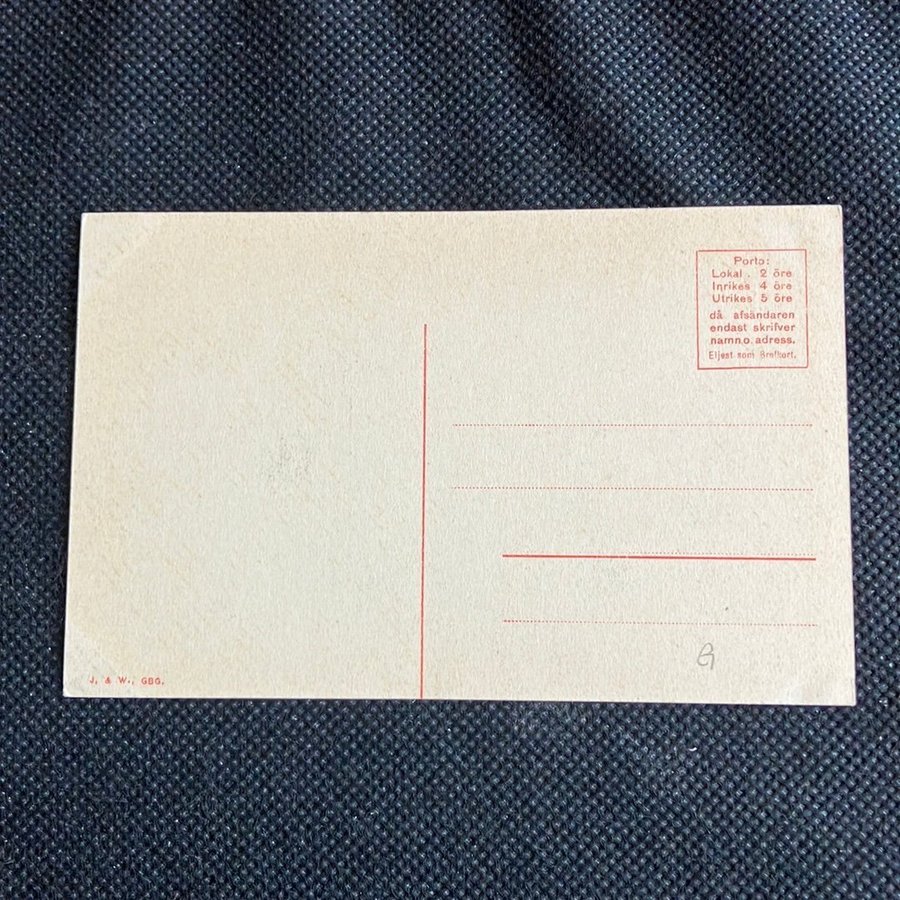 Porto:
Lokal . 2 öre
Inrikes 4 öre
Utrikes 5 öre
då afsändaren
endast skrifver
namn.o.adress.
Eljest som Brefkort.
J. & W., GBG.
G